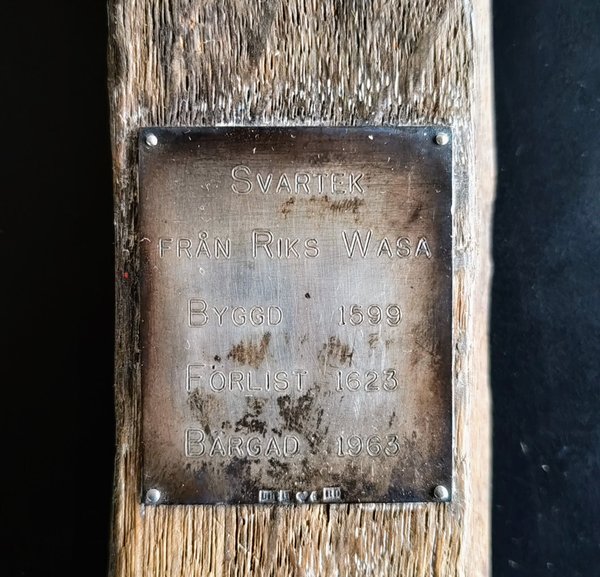 SVARTEK
FRÅN RIKS WASA
BYGGD 1599
FÖRLIST 1623
BÄRGAD 1963